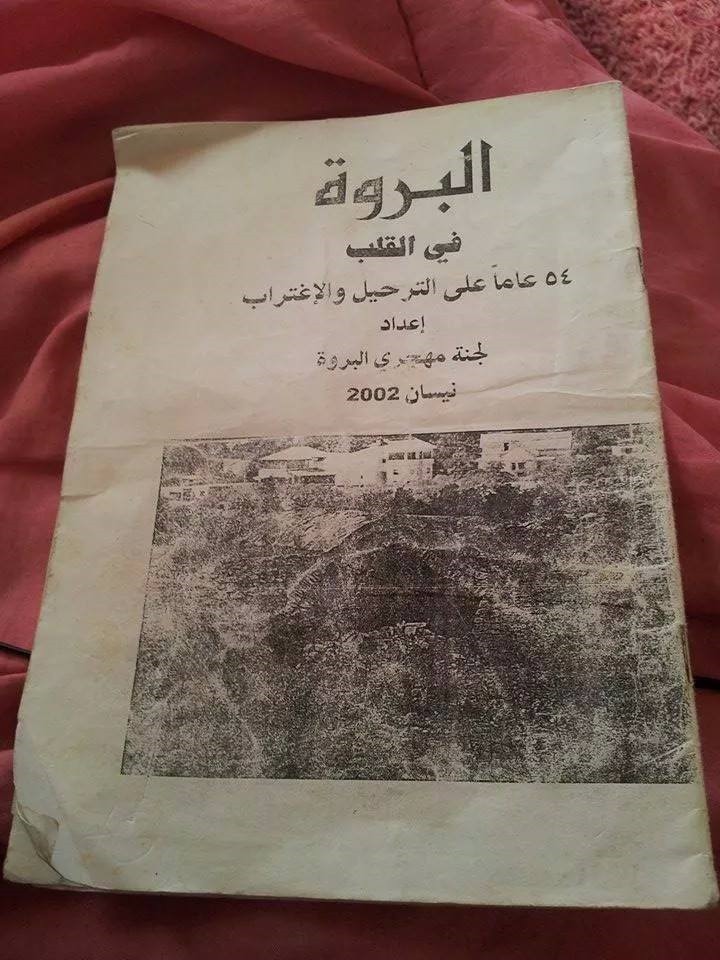 البروة
في القلب
٥٤ عاماً على الترحيل والإغتراب
إعداد
لجنة مهجري البروة
نيسان 2002